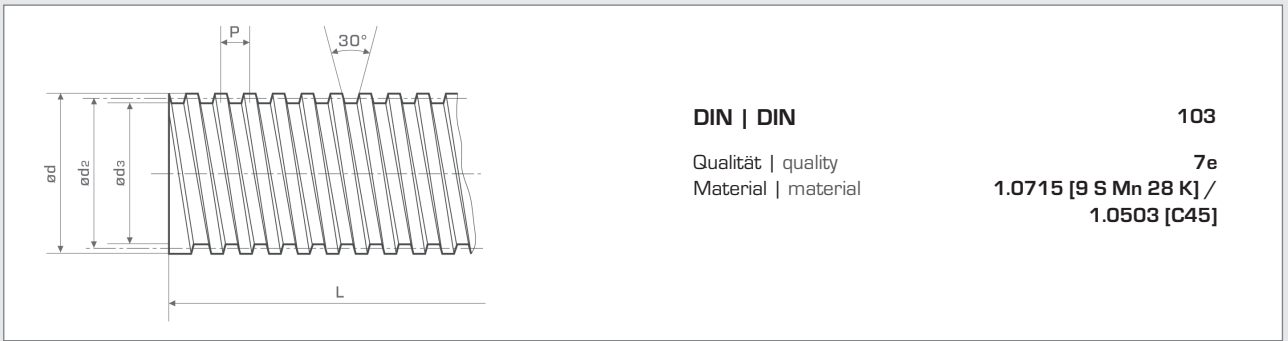 P
30°
ød
ød2
ød3
L
DIN | DIN 103
Qualität | quality 7e
Material | material 1.0715 [9 S Mn 28 K] /
1.0503 [C45]